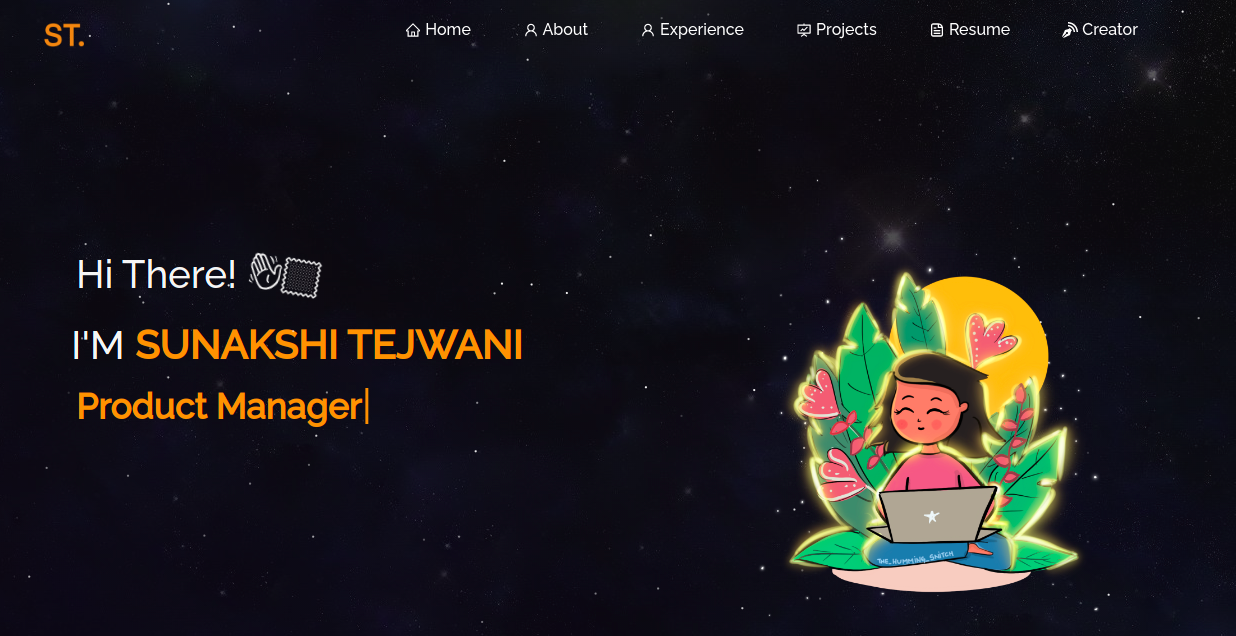 ST.
Home About Experience Projects Resume Creator
Hi There! 👋🏼
I'M SUNAKSHI TEJWANI
Product Manager|
THE_HUMMING_SNITCH